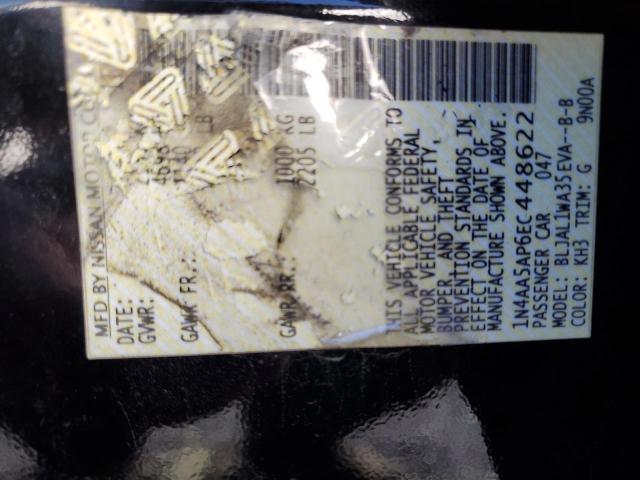 MFD BY NISSAN MOTOR CO
DATE:
GVWR:
GAWR FR.:
LB
GAWR RR.: 1000 KG
2205 LB
THIS VEHICLE CONFORMS TO
ALL APPLICABLE FEDERAL
MOTOR VEHICLE SAFETY,
BUMPER, AND THEFT
PREVENTION STANDARDS IN
EFFECT ON THE DATE OF
MANUFACTURE SHOWN ABOVE.
1N4AA5AP6EC448622
PASSENGER CAR 047
MODEL: BLJALlWA35EVA--B-B
COLOR: KH3 TRIM: G 9N00A